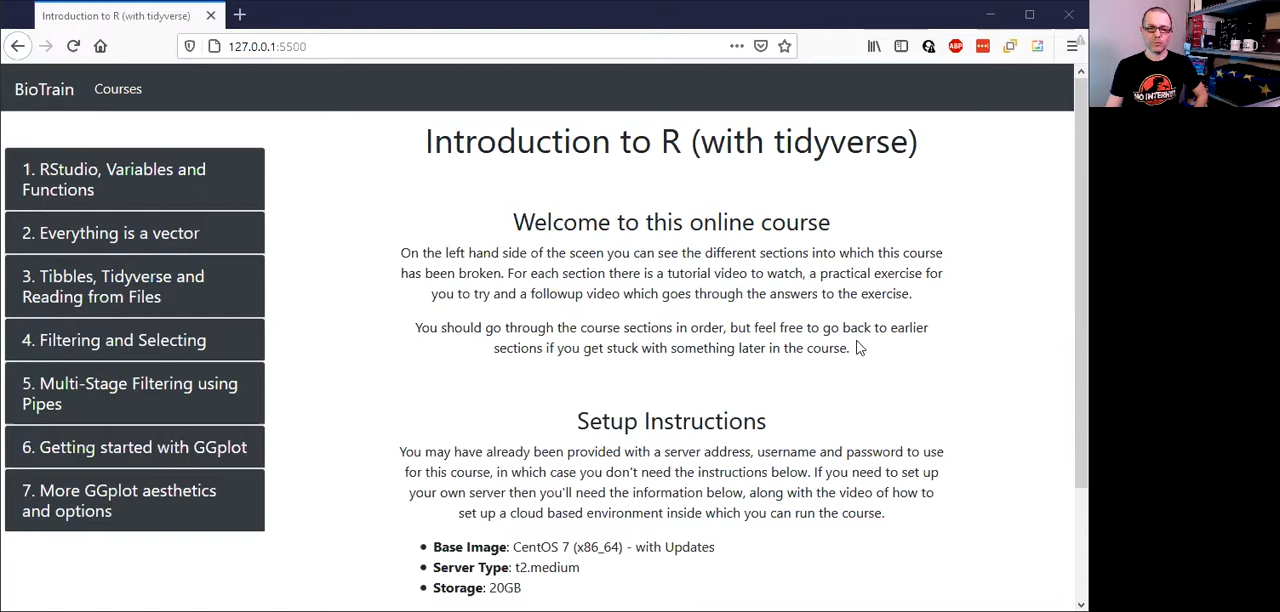 Introduction to R (with tidyverse)
127.0.0.1:5500
ABP
BioTrain
Courses
1. RStudio, Variables and
Functions
2. Everything is a vector
3. Tibbles, Tidyverse and
Reading from Files
4. Filtering and Selecting
5. Multi-Stage Filtering using
Pipes
6. Getting started with GGplot
7. More GGplot aesthetics
and options
Introduction to R (with tidyverse)
Welcome to this online course
On the left hand side of the sceen you can see the different sections into which this course
has been broken. For each section there is a tutorial video to watch, a practical exercise for
you to try and a followup video which goes through the answers to the exercise.
You should go through the course sections in order, but feel free to go back to earlier
sections if you get stuck with something later in the course.
Setup Instructions
You may have already been provided with a server address, username and password to use
for this course, in which case you don't need the instructions below. If you need to set up
your own server then you'll need the information below, along with the video of how to
set up a cloud based environment inside which you can run the course.
• Base Image: CentOS 7 (x86_64) - with Updates
• Server Type: t2.medium
• Storage: 20GB
NO INTERNET